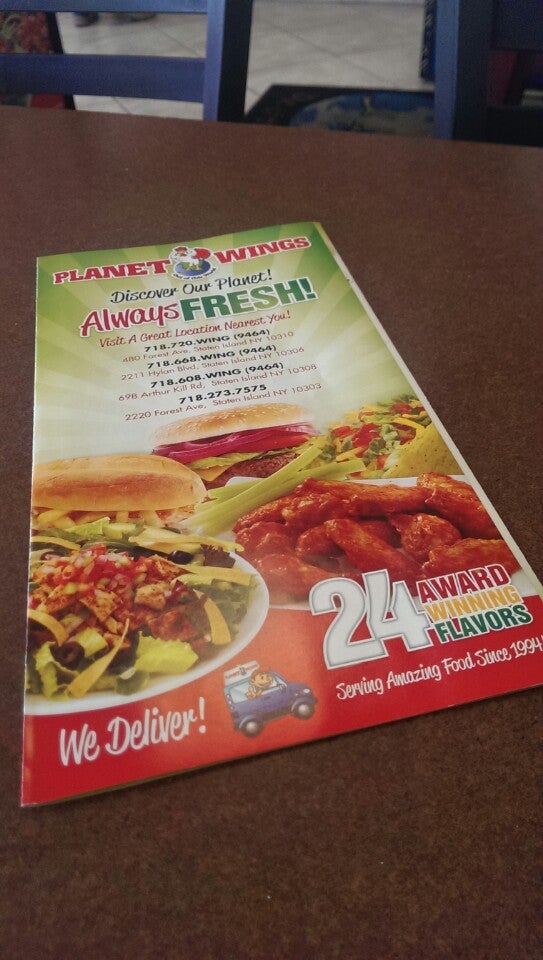 PLANET WINGS
Discover Our Planet!
Always FRESH!
Visit A Great Location Nearest You!
718.720.WING (9464)
480 Forest Ave, Staten Island NY 10310
718.668.WING (9464)
2211 Hylan Blvd, Staten Island NY 10306
718.608.WING (9464)
698 Arthur Kill Rd, Staten Island NY 10308
718.273.7575
2220 Forest Ave, Staten Island NY 10303
24 AWARD
WINNING
FLAVORS
Serving Amazing Food Since 1994!
We Deliver!